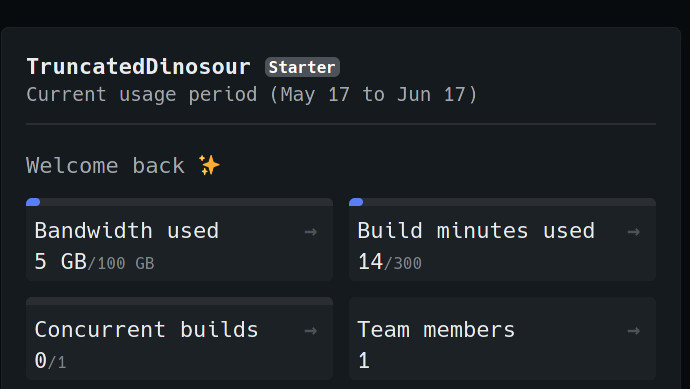 TruncatedDinosour Starter
Current usage period (May 17 to Jun 17)
Welcome back ✨
Bandwidth used →
5 GB/100 GB
Build minutes used →
14/300
Concurrent builds →
0/1
Team members →
1